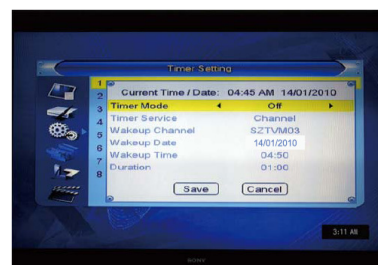 Timer Setting
1
2
3
4
5
6
7
8
Current Time / Date: 04:45 AM 14/01/2010
Timer Mode Off
Timer Service Channel
Wakeup Channel SZTVM03
Wakeup Date 14/01/2010
Wakeup Time 04:50
Duration 01:00
Save Cancel
3:11 AM
SONY